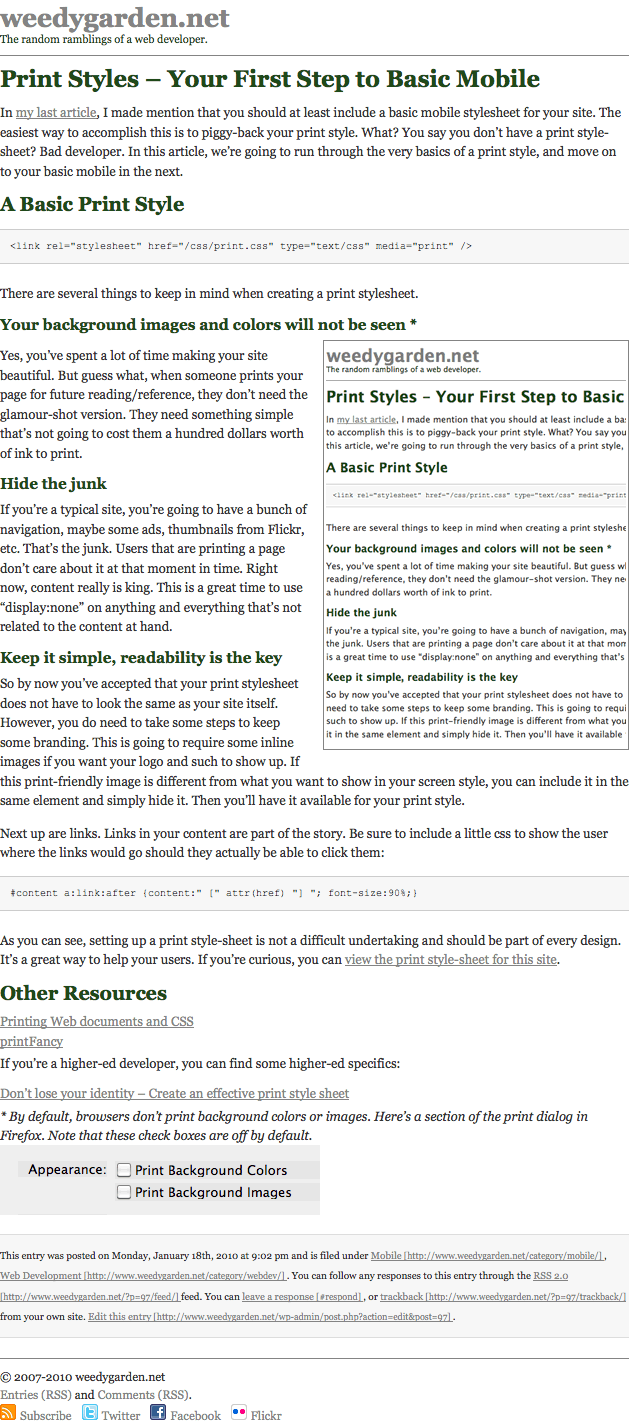 weedygarden.net
The random ramblings of a web developer.
Print Styles – Your First Step to Basic Mobile
In my last article, I made mention that you should at least include a basic mobile stylesheet for your site. The
easiest way to accomplish this is to piggy-back your print style. What? You say you don’t have a print style-
sheet? Bad developer. In this article, we’re going to run through the very basics of a print style, and move on
to your basic mobile in the next.
A Basic Print Style
<link rel="stylesheet" href="/css/print.css" type="text/css" media="print" />
There are several things to keep in mind when creating a print stylesheet.
Your background images and colors will not be seen *
Yes, you’ve spent a lot of time making your site
beautiful. But guess what, when someone prints your
page for future reading/reference, they don’t need the
glamour-shot version. They need something simple
that’s not going to cost them a hundred dollars worth
of ink to print.
Hide the junk
If you’re a typical site, you’re going to have a bunch of
navigation, maybe some ads, thumbnails from Flickr,
etc. That’s the junk. Users that are printing a page
don’t care about it at that moment in time. Right
now, content really is king. This is a great time to use
“display:none” on anything and everything that’s not
related to the content at hand.
Keep it simple, readability is the key
So by now you’ve accepted that your print stylesheet
does not have to look the same as your site itself.
However, you do need to take some steps to keep
some branding. This is going to require some inline
images if you want your logo and such to show up. If
this print-friendly image is different from what you want to show in your screen style, you can include it in the
same element and simply hide it. Then you’ll have it available for your print style.
weedygarden.net
The random ramblings of a web developer.
Print Styles – Your First Step to Basic
In my last article, I made mention that you should at least include a ba
to accomplish this is to piggy-back your print style. What? You say you
this article, we're going to run through the very basics of a print style,
A Basic Print Style
<link rel="stylesheet" href="/css/print.css" type="text/css" media="print
There are several things to keep in mind when creating a print styleshe
Your background images and colors will not be seen *
Yes, you've spent a lot of time making your site beautiful. But guess wh
reading/reference, they don't need the glamour-shot version. They nee
a hundred dollars worth of ink to print.
Hide the junk
If you're a typical site, you're going to have a bunch of navigation, may
the junk. Users that are printing a page don't care about it at that mom
is a great time to use "display:none" on anything and everything that's
Keep it simple, readability is the key
So by now you've accepted that your print stylesheet does not have to
need to take some steps to keep some branding. This is going to requi
such to show up. If this print-friendly image is different from what you
it in the same element and simply hide it. Then you'll have it available
Next up are links. Links in your content are part of the story. Be sure to include a little css to show the user
where the links would go should they actually be able to click them:
#content a:link:after {content:" [" attr(href) "] "; font-size:90%;}
As you can see, setting up a print style-sheet is not a difficult undertaking and should be part of every design.
It’s a great way to help your users. If you’re curious, you can view the print style-sheet for this site.
Other Resources
Printing Web documents and CSS
printFancy
If you’re a higher-ed developer, you can find some higher-ed specifics:
Don’t lose your identity – Create an effective print style sheet
* By default, browsers don’t print background colors or images. Here’s a section of the print dialog in
Firefox. Note that these check boxes are off by default.
Appearance: Print Background Colors
Print Background Images
This entry was posted on Monday, January 18th, 2010 at 9:02 pm and is filed under Mobile [http://www.weedygarden.net/category/mobile/] ,
Web Development [http://www.weedygarden.net/category/webdev/] . You can follow any responses to this entry through the RSS 2.0
[http://www.weedygarden.net/?p=97/feed/] feed. You can leave a response [#respond] , or trackback [http://www.weedygarden.net/?p=97/trackback/]
from your own site. Edit this entry [http://www.weedygarden.net/wp-admin/post.php?action=edit&post=97] .
© 2007-2010 weedygarden.net
Entries (RSS) and Comments (RSS).
Subscribe Twitter Facebook Flickr